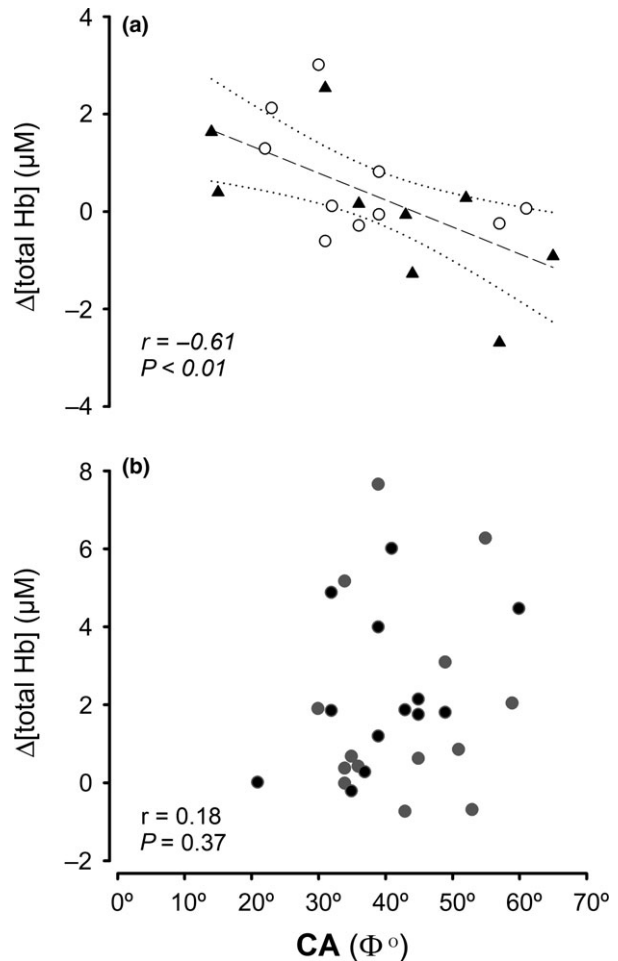 (a)
4
2
0
−2
−4
Δ[total Hb] (μM)
r = −0.61
P < 0.01
(b)
8
6
4
2
0
−2
Δ[total Hb] (μM)
r = 0.18
P = 0.37
0º 10º 20º 30º 40º 50º 60º 70º
CA (Φ º)